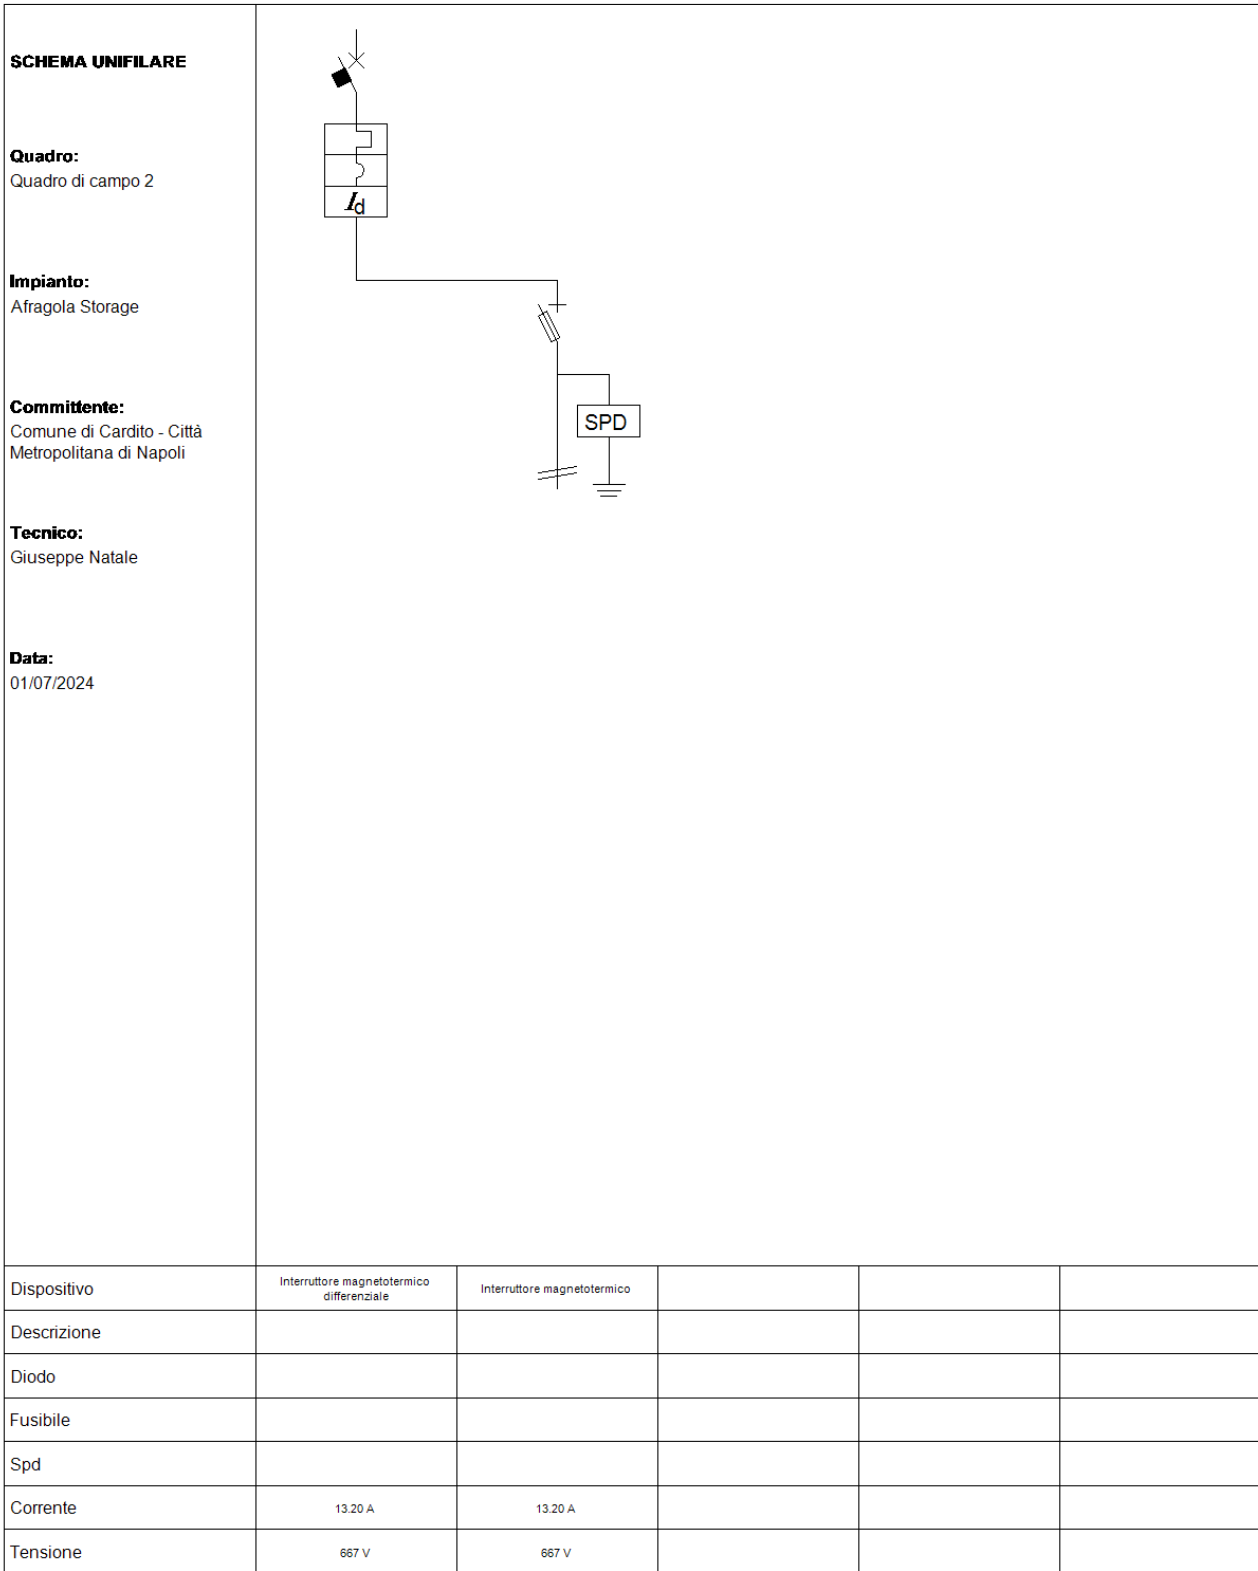 SCHEMA UNIFILARE
Quadro:
Quadro di campo 2
Impianto:
Afragola Storage
Committente:
Comune di Cardito - Città
Metropolitana di Napoli
Tecnico:
Giuseppe Natale
Data:
01/07/2024
Id
SPD
Dispositivo
Interruttore magnetotermico
differenziale
Interruttore magnetotermico
Descrizione
Diodo
Fusibile
Spd
Corrente 13.20 A 13.20 A
Tensione 667 V 667 V